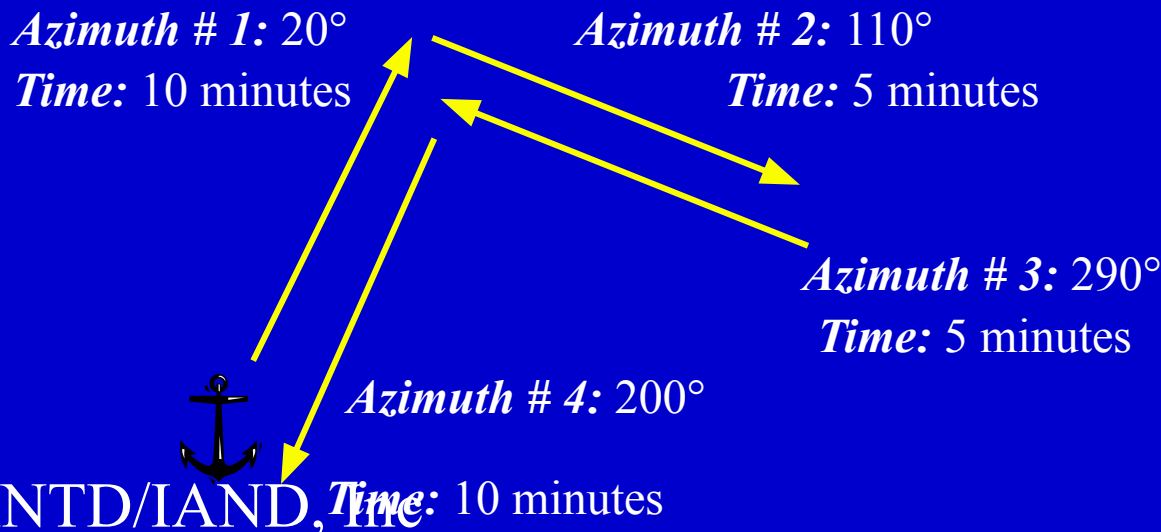 Azimuth # 1: 20°
Time: 10 minutes
Azimuth # 2: 110°
Time: 5 minutes
Azimuth # 3: 290°
Time: 5 minutes
Azimuth # 4: 200°
Time: 10 minutes
NTD/IAND, Inc